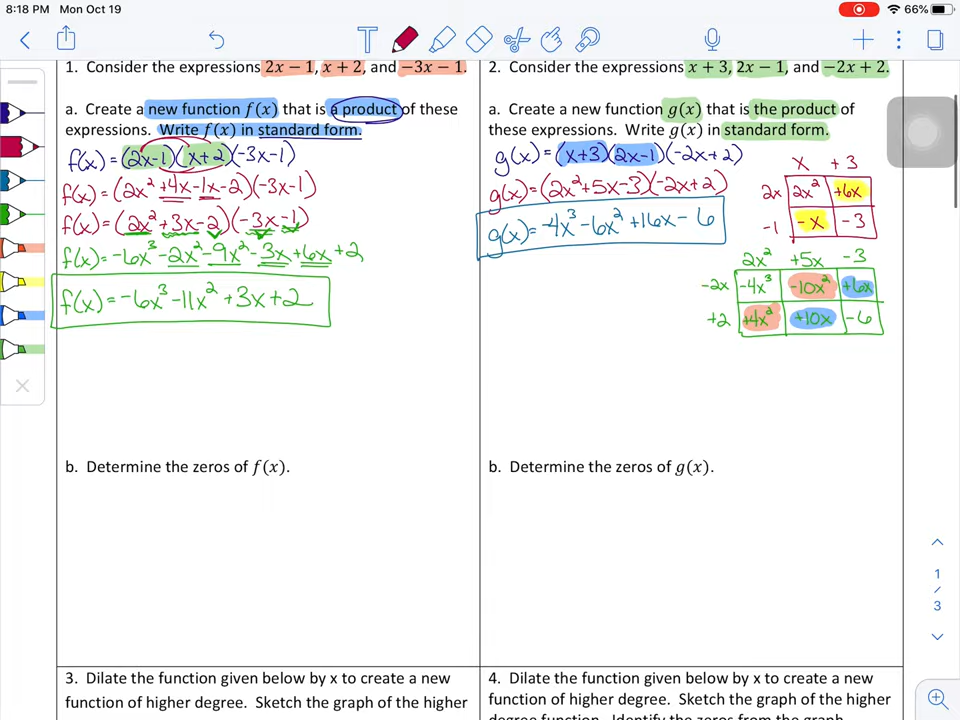 8:18 PM Mon Oct 19
66%
1. Consider the expressions 2x − 1, x + 2, and −3x − 1.
a. Create a new function f(x) that is a product of these
expressions. Write f(x) in standard form.
f(x) = (2x-1)(x+2)(-3x-1)
f(x) = (2x² +4x -1x -2)(-3x-1)
f(x) = (2x² +3x -2)(-3x -1)
f(x) = -6x³ -2x² -9x² -3x +6x +2
f(x) = -6x³ -11x² +3x +2
b. Determine the zeros of f(x).
2. Consider the expressions x + 3, 2x − 1, and −2x + 2.
a. Create a new function g(x) that is the product of
these expressions. Write g(x) in standard form.
g(x) = (x+3)(2x-1)(-2x+2)
g(x) = (2x² +5x -3)(-2x+2)
g(x) = -4x³ -6x² +16x -6
x +3
2x 2x² +6x
-1 -x -3
2x² +5x -3
-2x -4x³ -10x² +6x
+2 +4x² +10x -6
b. Determine the zeros of g(x).
1
/
3
3. Dilate the function given below by x to create a new
function of higher degree. Sketch the graph of the higher
4. Dilate the function given below by x to create a new
function of higher degree. Sketch the graph of the higher
degree function. Identify the zeros from the graph